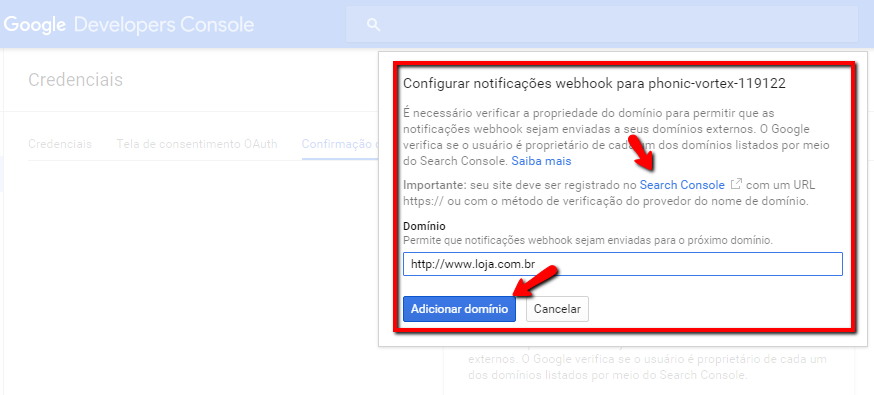 Google Developers Console
Credenciais
Credenciais Tela de consentimento OAuth Confirmação
Configurar notificações webhook para phonic-vortex-119122
É necessário verificar a propriedade do domínio para permitir que as
notificações webhook sejam enviadas a seus domínios externos. O Google
verifica se o usuário é proprietário de cada um dos domínios listados por meio
do Search Console. Saiba mais
Importante: seu site deve ser registrado no Search Console com um URL
https:// ou com o método de verificação do provedor do nome de domínio.
Domínio
Permite que notificações webhook sejam enviadas para o próximo domínio.
http://www.loja.com.br
Adicionar domínio Cancelar
externos. O Google verifica se o usuário é proprietário de cada um
dos domínios listados por meio do Search Console.